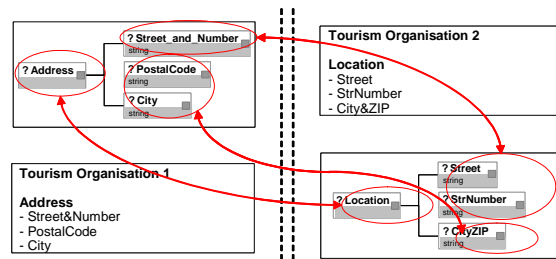 ? Street_and_Number
string
? Address
? PostalCode
string
? City
string
Tourism Organisation 1
Address
- Street&Number
- PostalCode
- City
Tourism Organisation 2
Location
- Street
- StrNumber
- City&ZIP
? Street
string
? Location
? StrNumber
string
? CityZIP
string